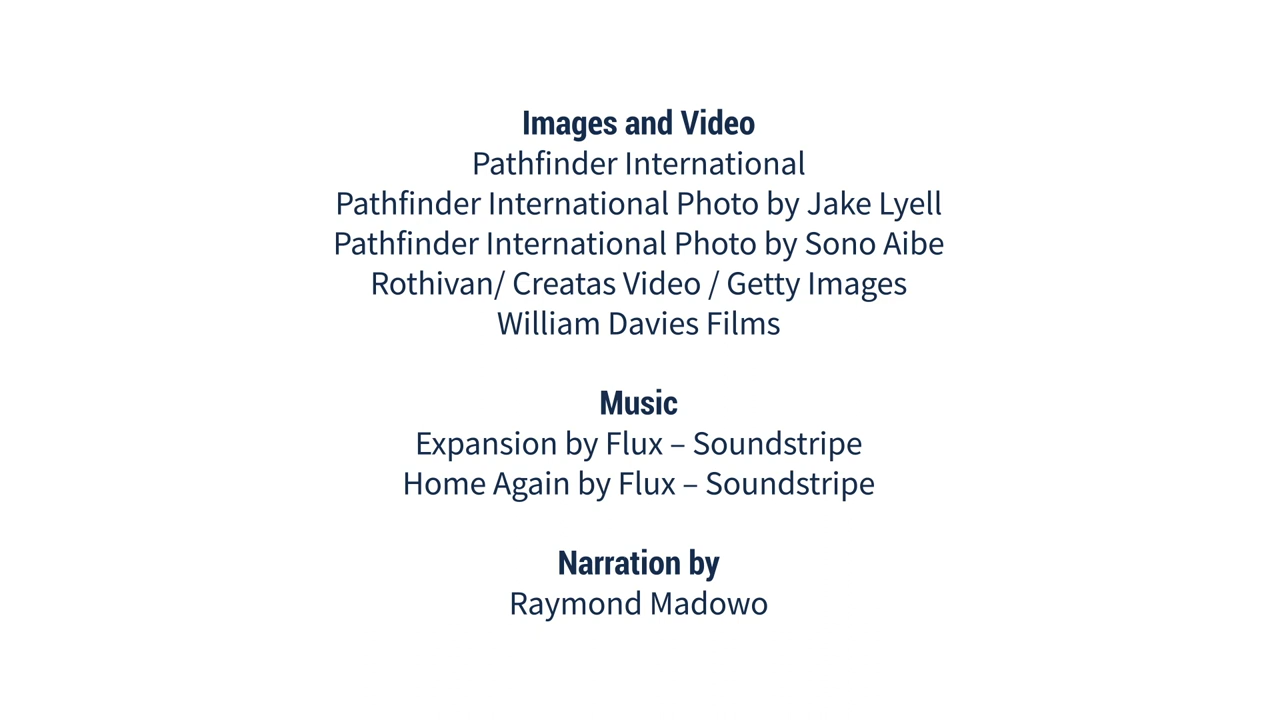 Images and Video
Pathfinder International
Pathfinder International Photo by Jake Lyell
Pathfinder International Photo by Sono Aibe
Rothivan/ Creatas Video / Getty Images
William Davies Films
Music
Expansion by Flux – Soundstripe
Home Again by Flux – Soundstripe
Narration by
Raymond Madowo